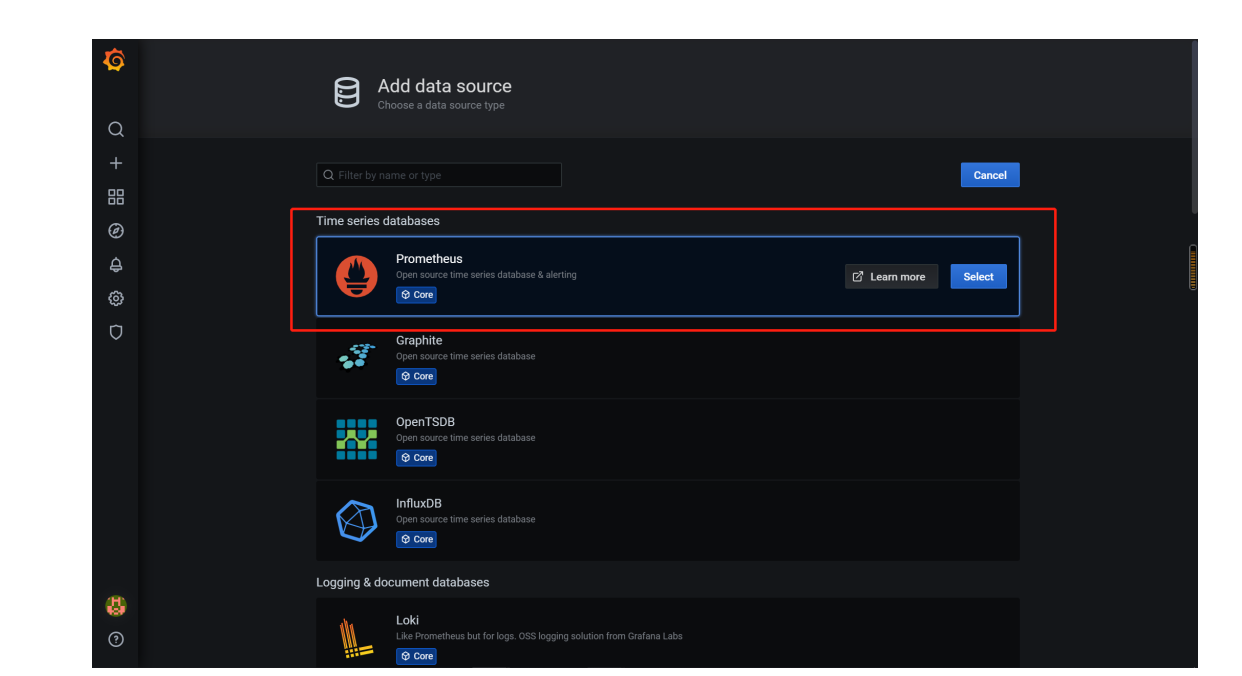 Add data source
Choose a data source type
Filter by name or type
Cancel
Time series databases
Prometheus
Open source time series database & alerting
Core
Learn more
Select
Graphite
Open source time series database
Core
OpenTSDB
Open source time series database
Core
InfluxDB
Open source time series database
Core
Logging & document databases
Loki
Like Prometheus but for logs. OSS logging solution from Grafana Labs
Core